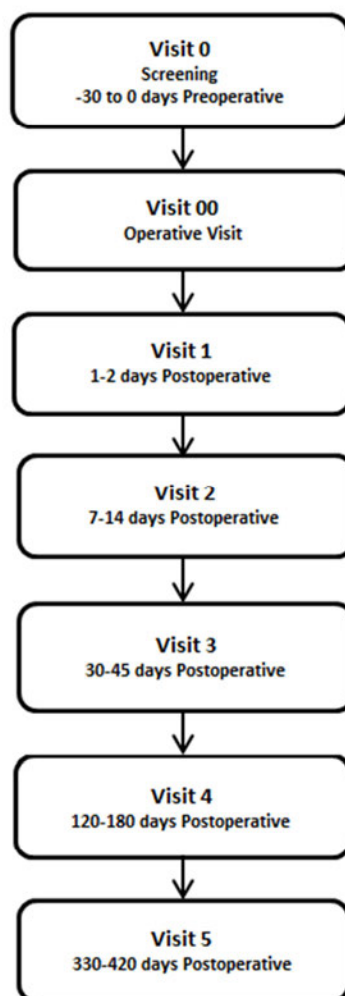 Visit 0
Screening
-30 to 0 days Preoperative
Visit 00
Operative Visit
Visit 1
1-2 days Postoperative
Visit 2
7-14 days Postoperative
Visit 3
30-45 days Postoperative
Visit 4
120-180 days Postoperative
Visit 5
330-420 days Postoperative